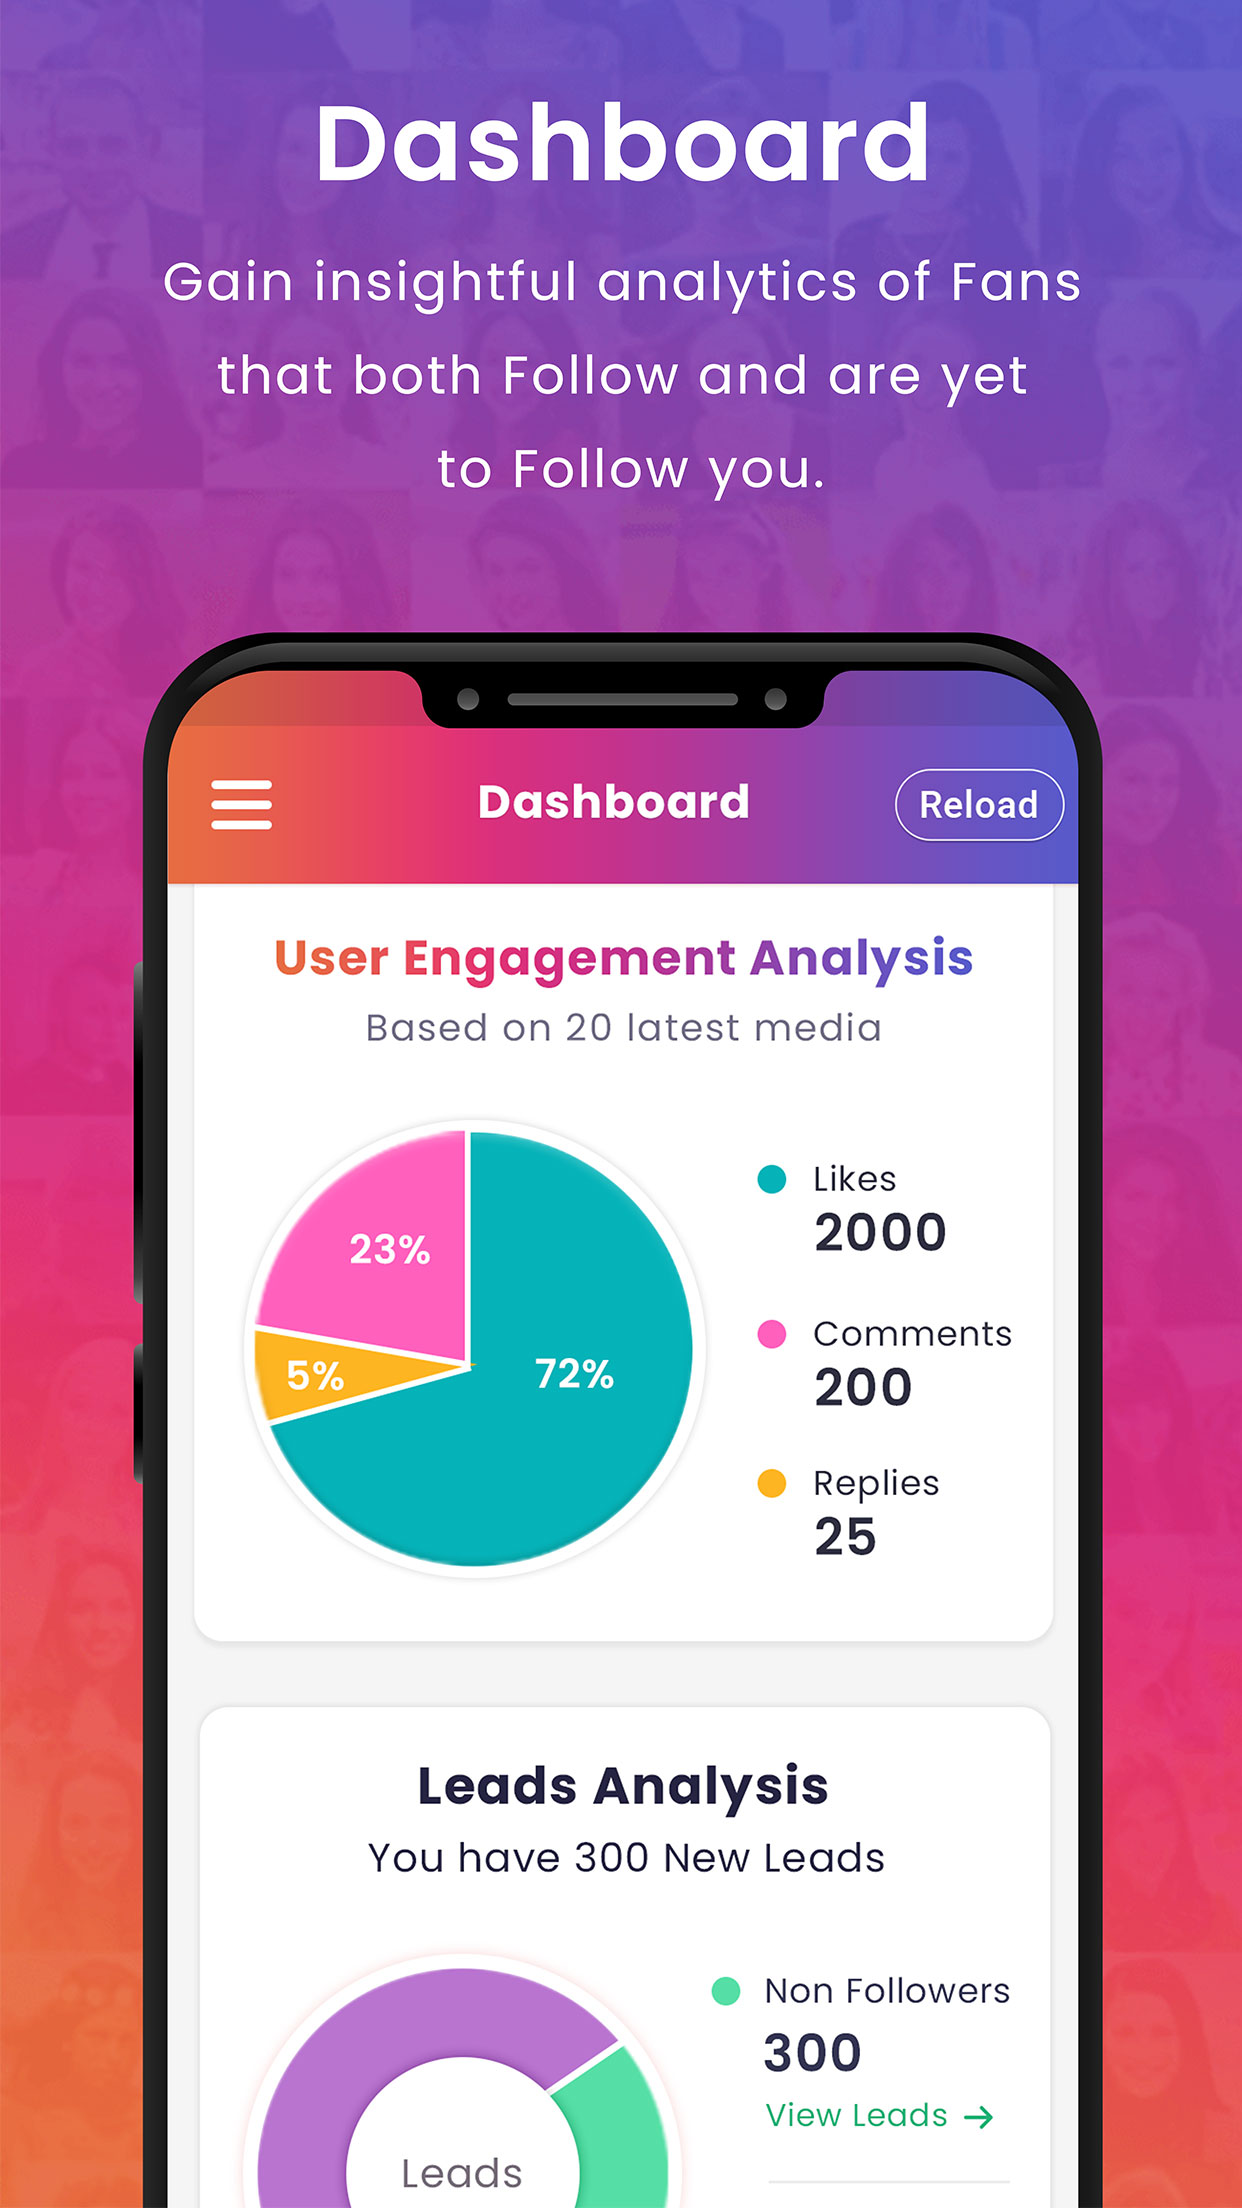 Dashboard
Gain insightful analytics of Fans
that both Follow and are yet
to Follow you.
Dashboard
Reload
User Engagement Analysis
Based on 20 latest media
23%
5%
72%
Likes
2000
Comments
200
Replies
25
Leads Analysis
You have 300 New Leads
Leads
Non Followers
300
View Leads →